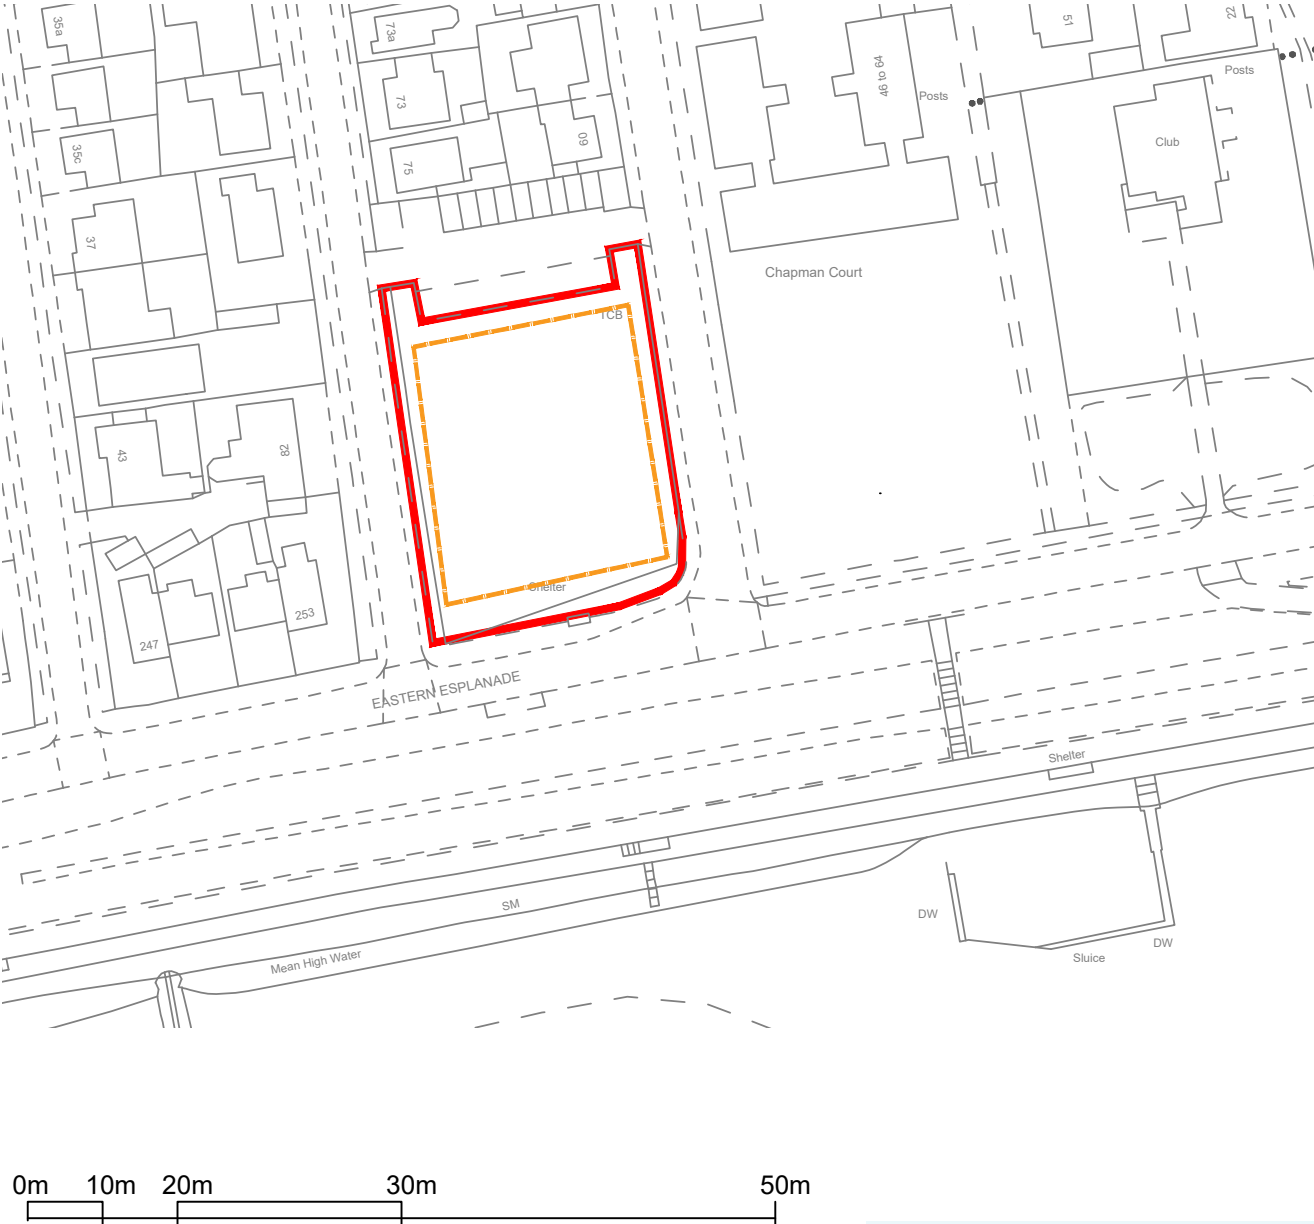 35a
73a
51
22
46 to 64
Posts
Posts
73
60
Club
35c
75
37
Chapman Court
TCB
43
82
Shelter
253
247
EASTERN ESPLANADE
Shelter
SM
DW
DW
Mean High Water
Sluice
0m 10m 20m 30m 50m